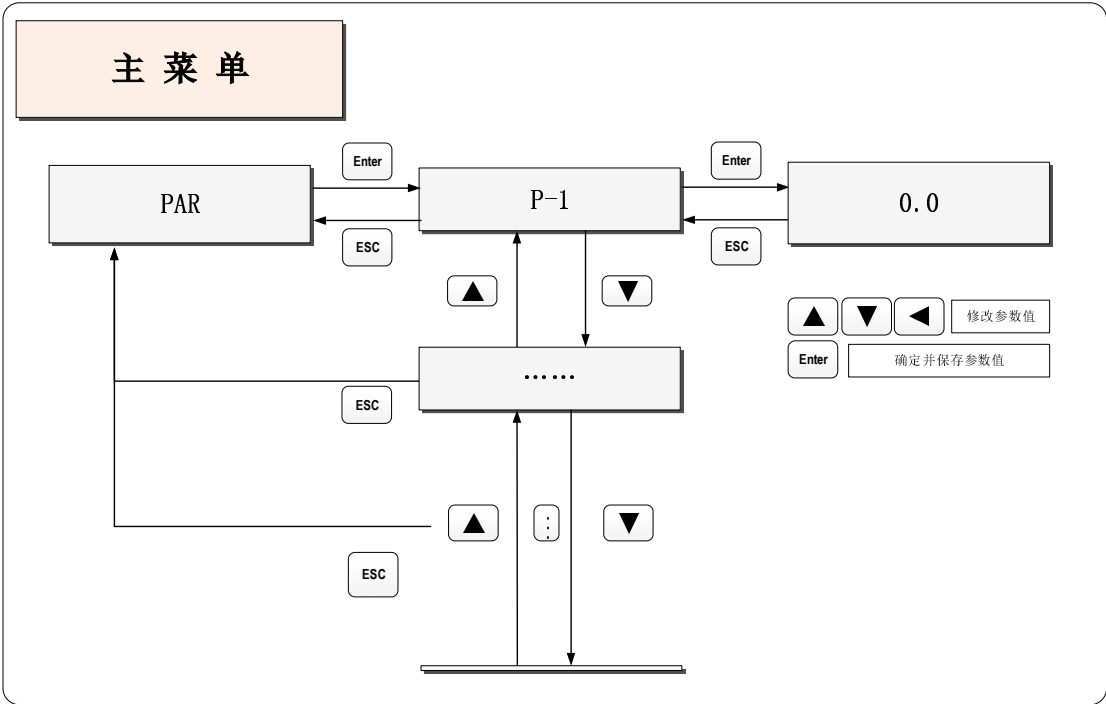 主 菜 单
Enter
Enter
PAR
P-1
0.0
ESC
ESC
▲
▼
▲ ▼ ◀ 修改参数值
Enter 确定并保存参数值
……
ESC
▲
⋮
▼
ESC